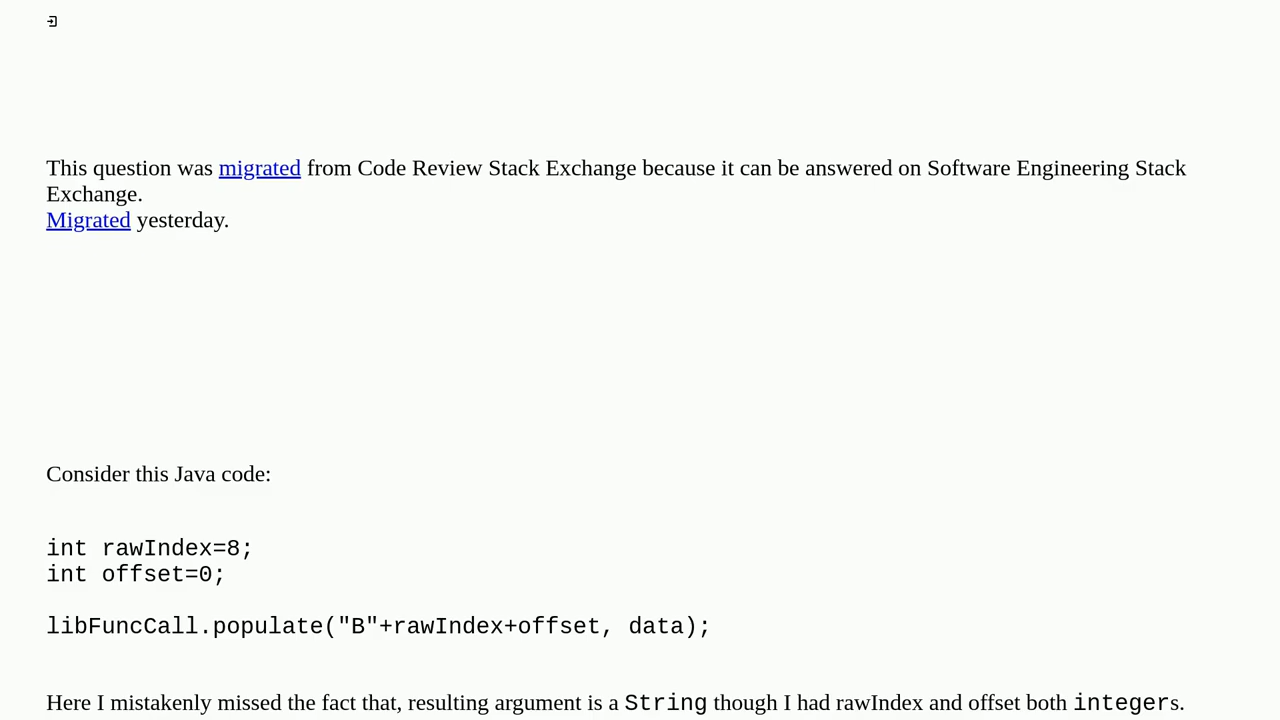 This question was migrated from Code Review Stack Exchange because it can be answered on Software Engineering Stack
Exchange.
Migrated yesterday.
Consider this Java code:
int rawIndex=8;
int offset=0;
libFuncCall.populate("B"+rawIndex+offset, data);
Here I mistakenly missed the fact that, resulting argument is a String though I had rawIndex and offset both integers.